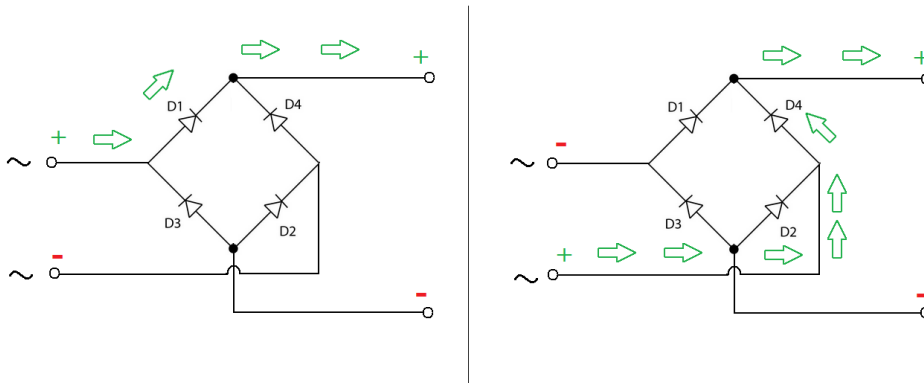 +
D1
D4
+
~
D3
D2
-
~
-
+
D1
D4
-
~
D3
D2
+
~
-